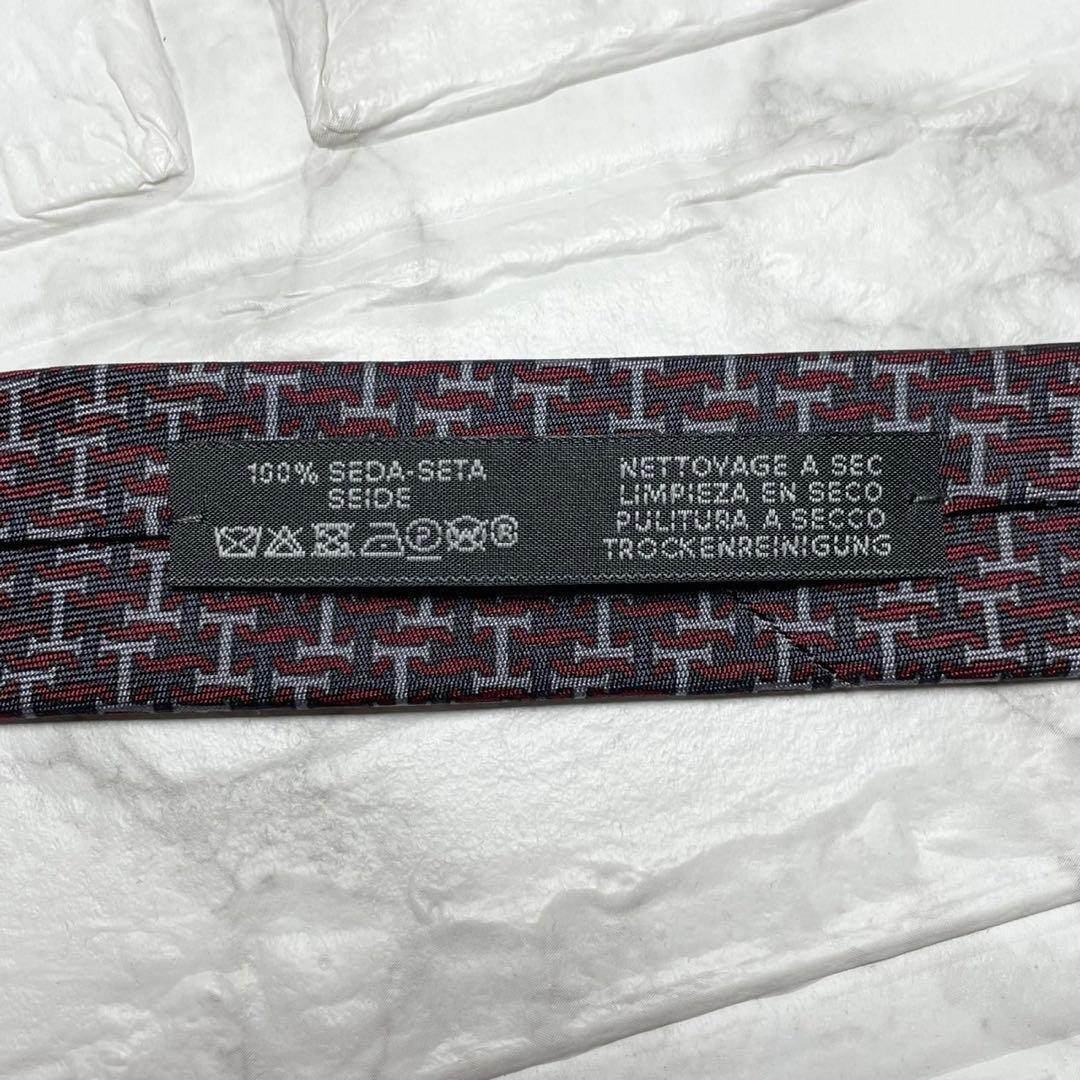 100% SEDA-SETA
SEIDE
P W ®
NETTOYAGE A SEC
LIMPIEZA EN SECO
PULITURA A SECCO
TROCKENREINIGUNG